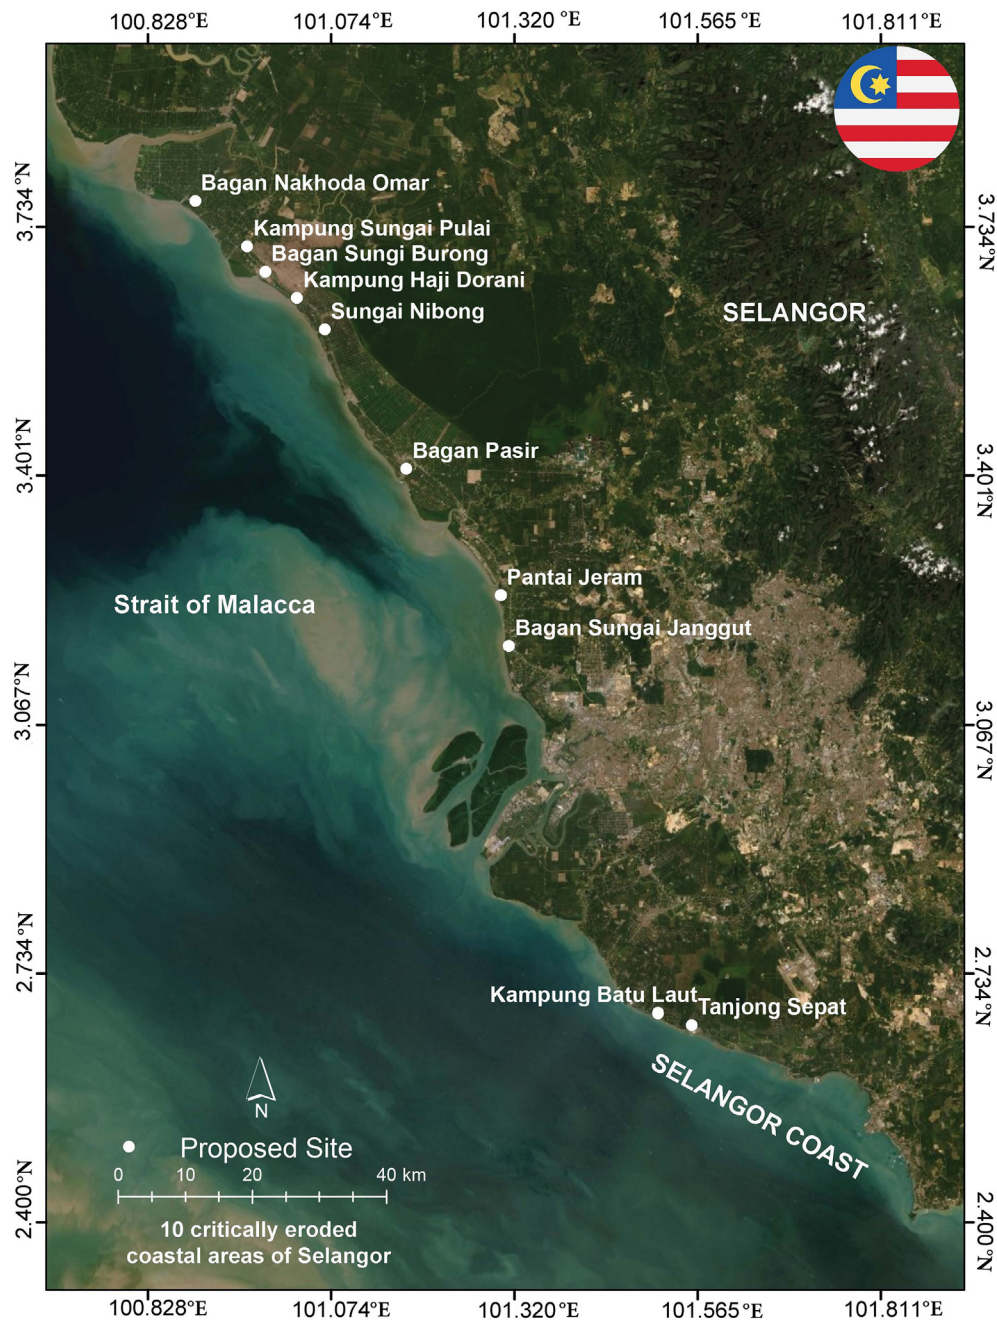 100.828°E 101.074°E 101.320 °E 101.565°E 101.811°E
3.734°N
3.734°N
Bagan Nakhoda Omar
Kampung Sungai Pulai
Bagan Sungi Burong
Kampung Haji Dorani
Sungai Nibong
SELANGOR
3.401°N
3.401°N
Bagan Pasir
Pantai Jeram
Strait of Malacca
Bagan Sungai Janggut
3.067°N
3.067°N
2.734°N
2.734°N
Kampung Batu Laut
Tanjong Sepat
SELANGOR COAST
N
Proposed Site
0 10 20 40 km
10 critically eroded
coastal areas of Selangor
2.400°N
2.400°N
100.828°E 101.074°E 101.320°E 101.565°E 101.811°E